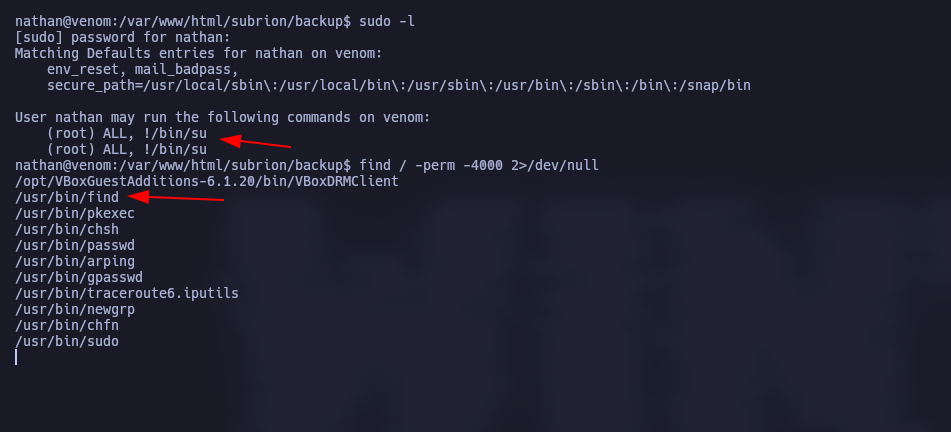 nathan@venom:/var/www/html/subrion/backup$ sudo -l
[sudo] password for nathan:
Matching Defaults entries for nathan on venom:
    env_reset, mail_badpass,
    secure_path=/usr/local/sbin\:/usr/local/bin\:/usr/sbin\:/usr/bin\:/sbin\:/bin\:/snap/bin

User nathan may run the following commands on venom:
    (root) ALL, !/bin/su
    (root) ALL, !/bin/su
nathan@venom:/var/www/html/subrion/backup$ find / -perm -4000 2>/dev/null
/opt/VBoxGuestAdditions-6.1.20/bin/VBoxDRMClient
/usr/bin/find
/usr/bin/pkexec
/usr/bin/chsh
/usr/bin/passwd
/usr/bin/arping
/usr/bin/gpasswd
/usr/bin/traceroute6.iputils
/usr/bin/newgrp
/usr/bin/chfn
/usr/bin/sudo